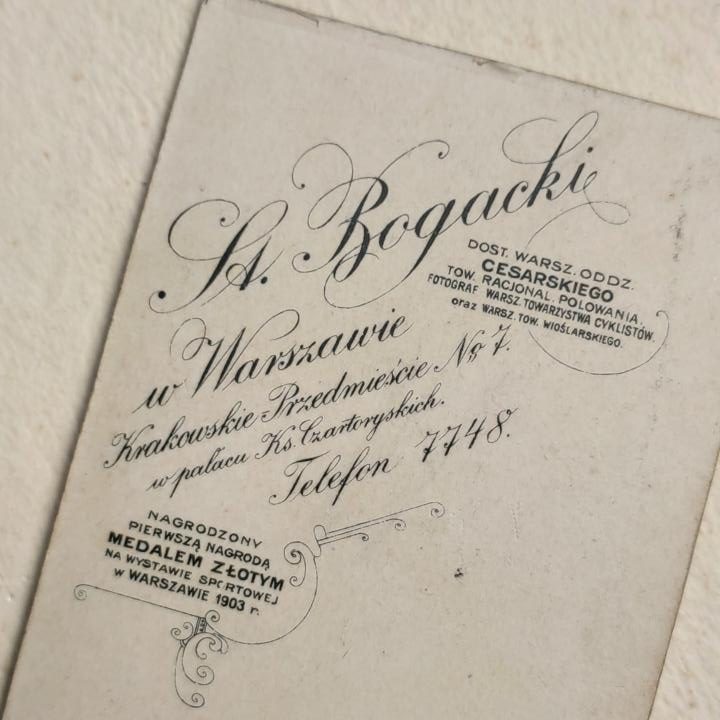 St. Bogacki
DOST. WARSZ. ODDZ.
CESARSKIEGO
TOW. RACJONAL. POLOWANIA.
FOTOGRAF WARSZ. TOWARZYSTWA CYKLISTÓW.
oraz WARSZ. TOW. WIOŚLARSKIEGO.
w Warszawie
Krakowskie Przedmieście No 7.
w pałacu Ks. Czartoryskich.
Telefon 7748.
NAGRODZONY
PIERWSZĄ NAGRODĄ
MEDALEM ZŁOTYM
NA WYSTAWIE SPORTOWEJ
w WARSZAWIE 1903 r.